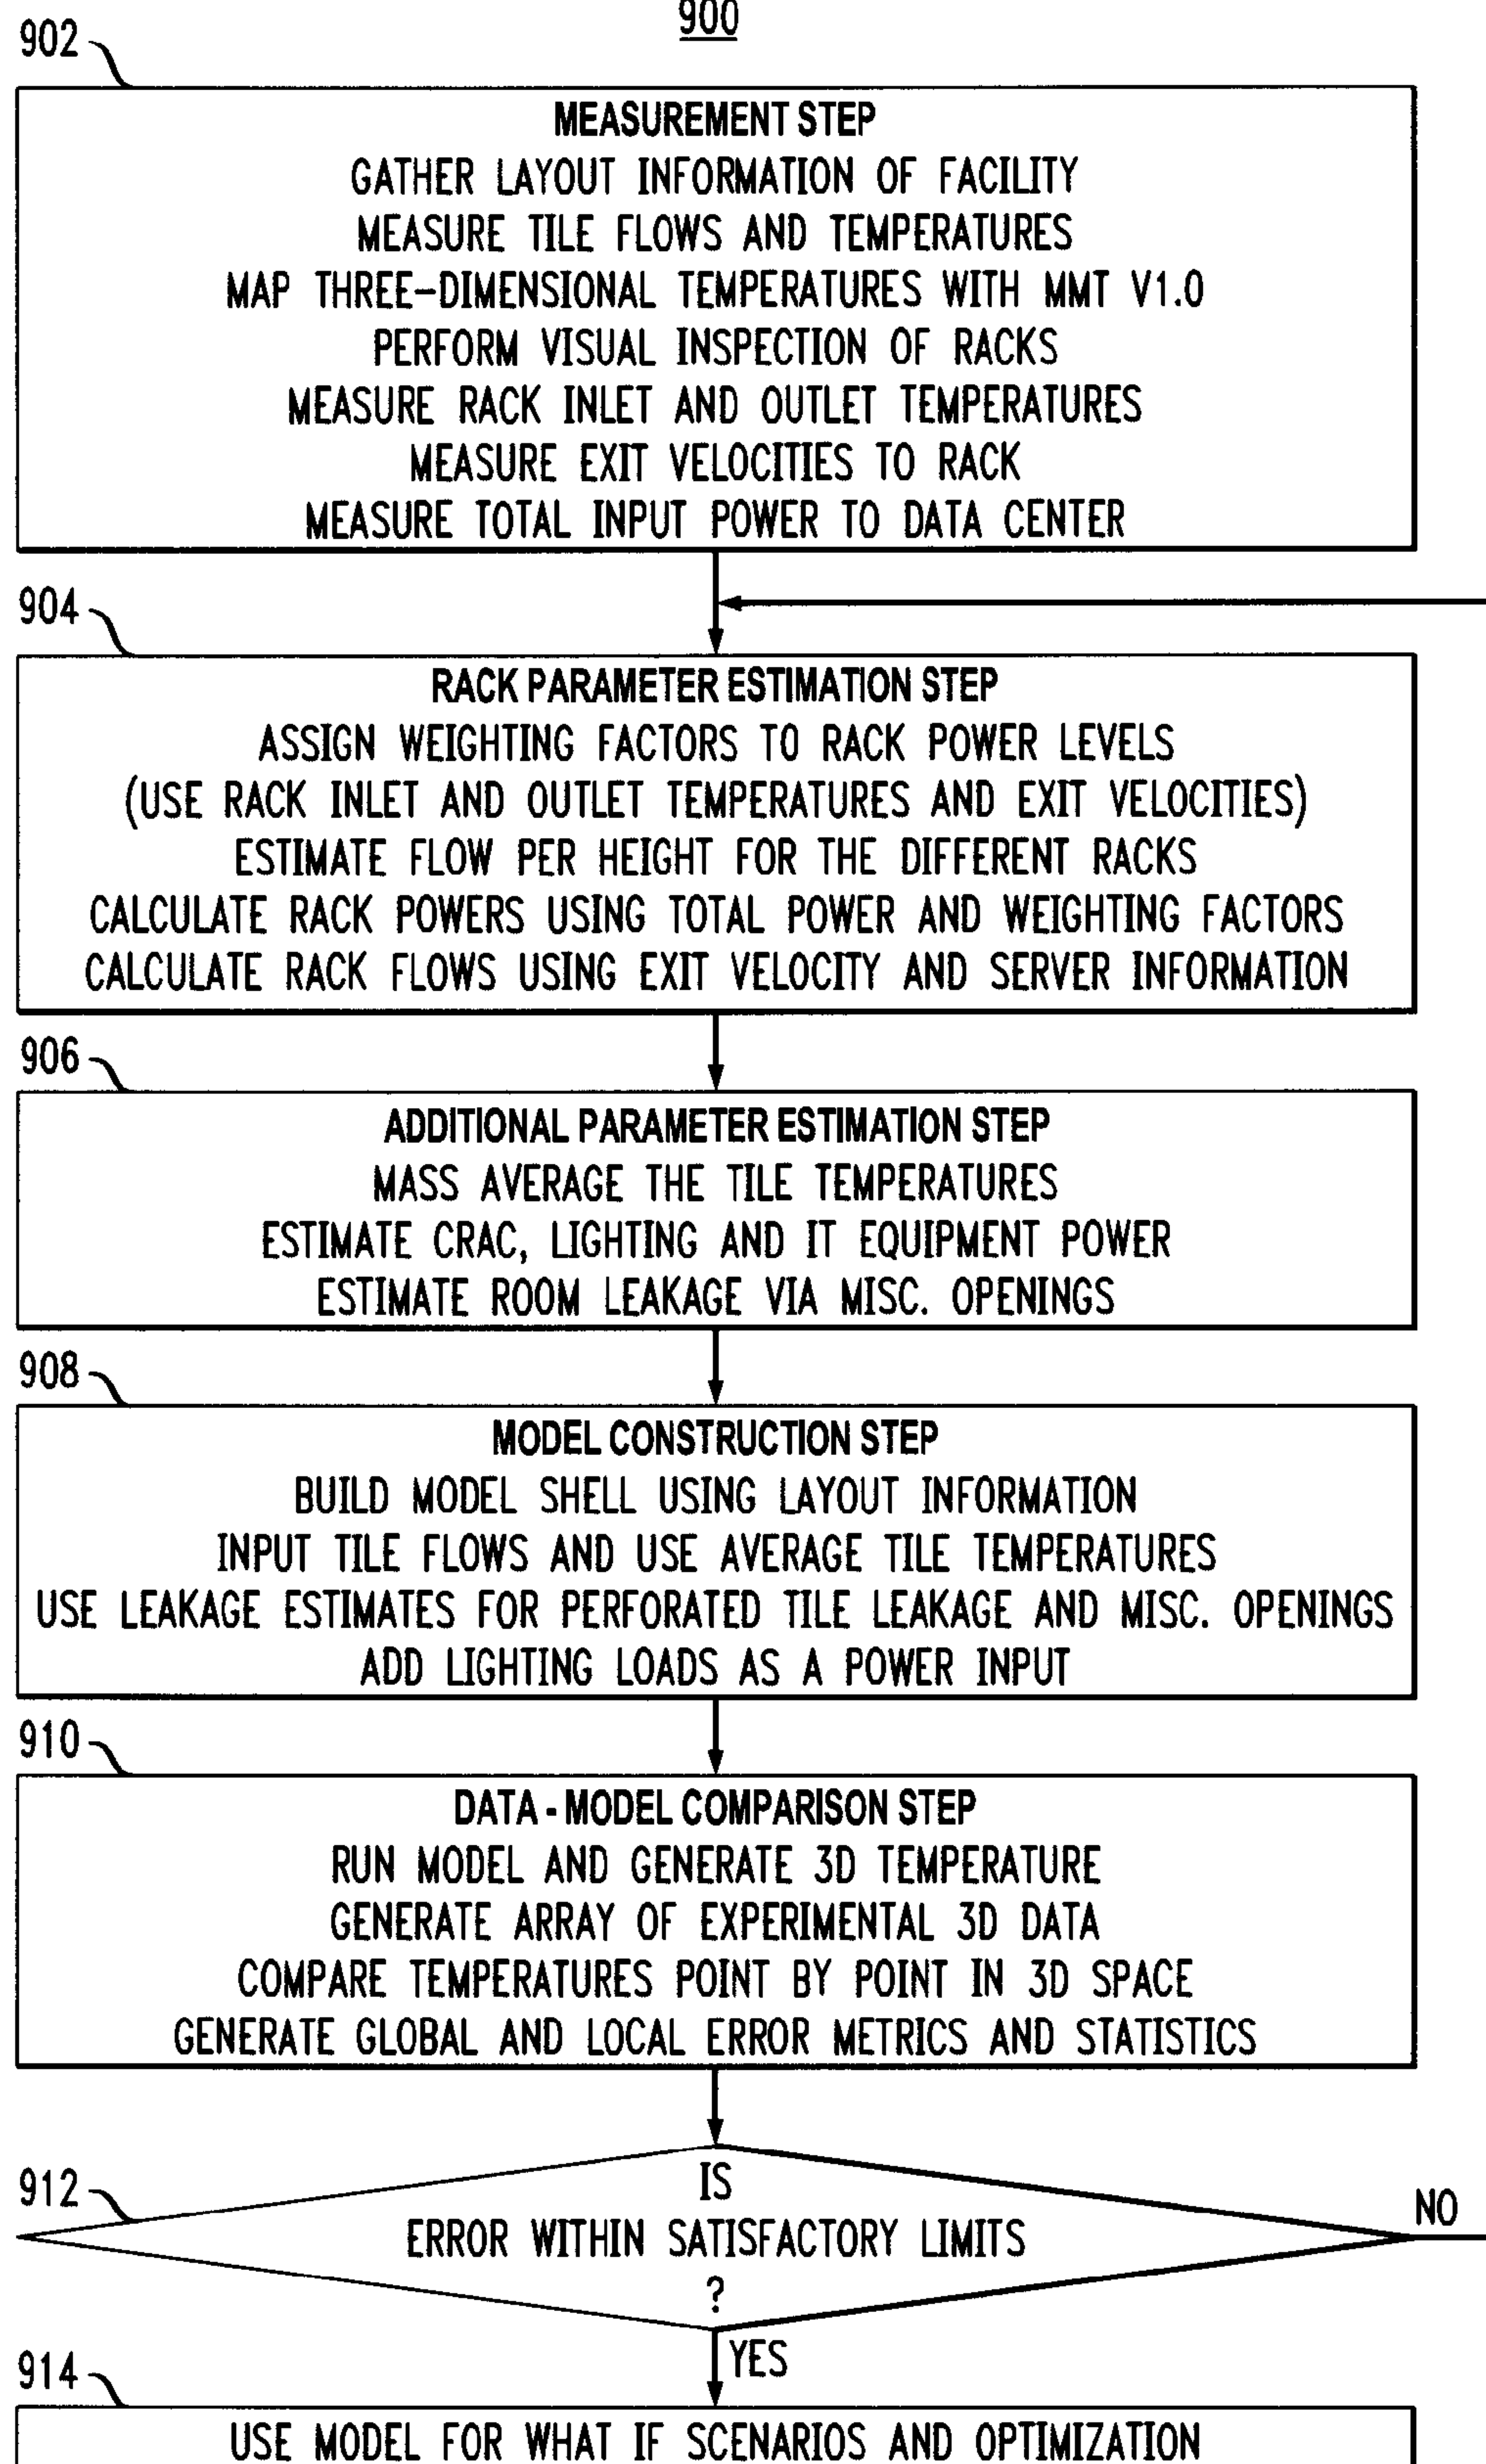 900
902
MEASUREMENT STEP
GATHER LAYOUT INFORMATION OF FACILITY
MEASURE TILE FLOWS AND TEMPERATURES
MAP THREE-DIMENSIONAL TEMPERATURES WITH MMT V1.0
PERFORM VISUAL INSPECTION OF RACKS
MEASURE RACK INLET AND OUTLET TEMPERATURES
MEASURE EXIT VELOCITIES TO RACK
MEASURE TOTAL INPUT POWER TO DATA CENTER
904
RACK PARAMETER ESTIMATION STEP
ASSIGN WEIGHTING FACTORS TO RACK POWER LEVELS
(USE RACK INLET AND OUTLET TEMPERATURES AND EXIT VELOCITIES)
ESTIMATE FLOW PER HEIGHT FOR THE DIFFERENT RACKS
CALCULATE RACK POWERS USING TOTAL POWER AND WEIGHTING FACTORS
CALCULATE RACK FLOWS USING EXIT VELOCITY AND SERVER INFORMATION
906
ADDITIONAL PARAMETER ESTIMATION STEP
MASS AVERAGE THE TILE TEMPERATURES
ESTIMATE CRAC, LIGHTING AND IT EQUIPMENT POWER
ESTIMATE ROOM LEAKAGE VIA MISC. OPENINGS
908
MODEL CONSTRUCTION STEP
BUILD MODEL SHELL USING LAYOUT INFORMATION
INPUT TILE FLOWS AND USE AVERAGE TILE TEMPERATURES
USE LEAKAGE ESTIMATES FOR PERFORATED TILE LEAKAGE AND MISC. OPENINGS
ADD LIGHTING LOADS AS A POWER INPUT
910
DATA - MODEL COMPARISON STEP
RUN MODEL AND GENERATE 3D TEMPERATURE
GENERATE ARRAY OF EXPERIMENTAL 3D DATA
COMPARE TEMPERATURES POINT BY POINT IN 3D SPACE
GENERATE GLOBAL AND LOCAL ERROR METRICS AND STATISTICS
912
IS
ERROR WITHIN SATISFACTORY LIMITS
?
NO
YES
914
USE MODEL FOR WHAT IF SCENARIOS AND OPTIMIZATION